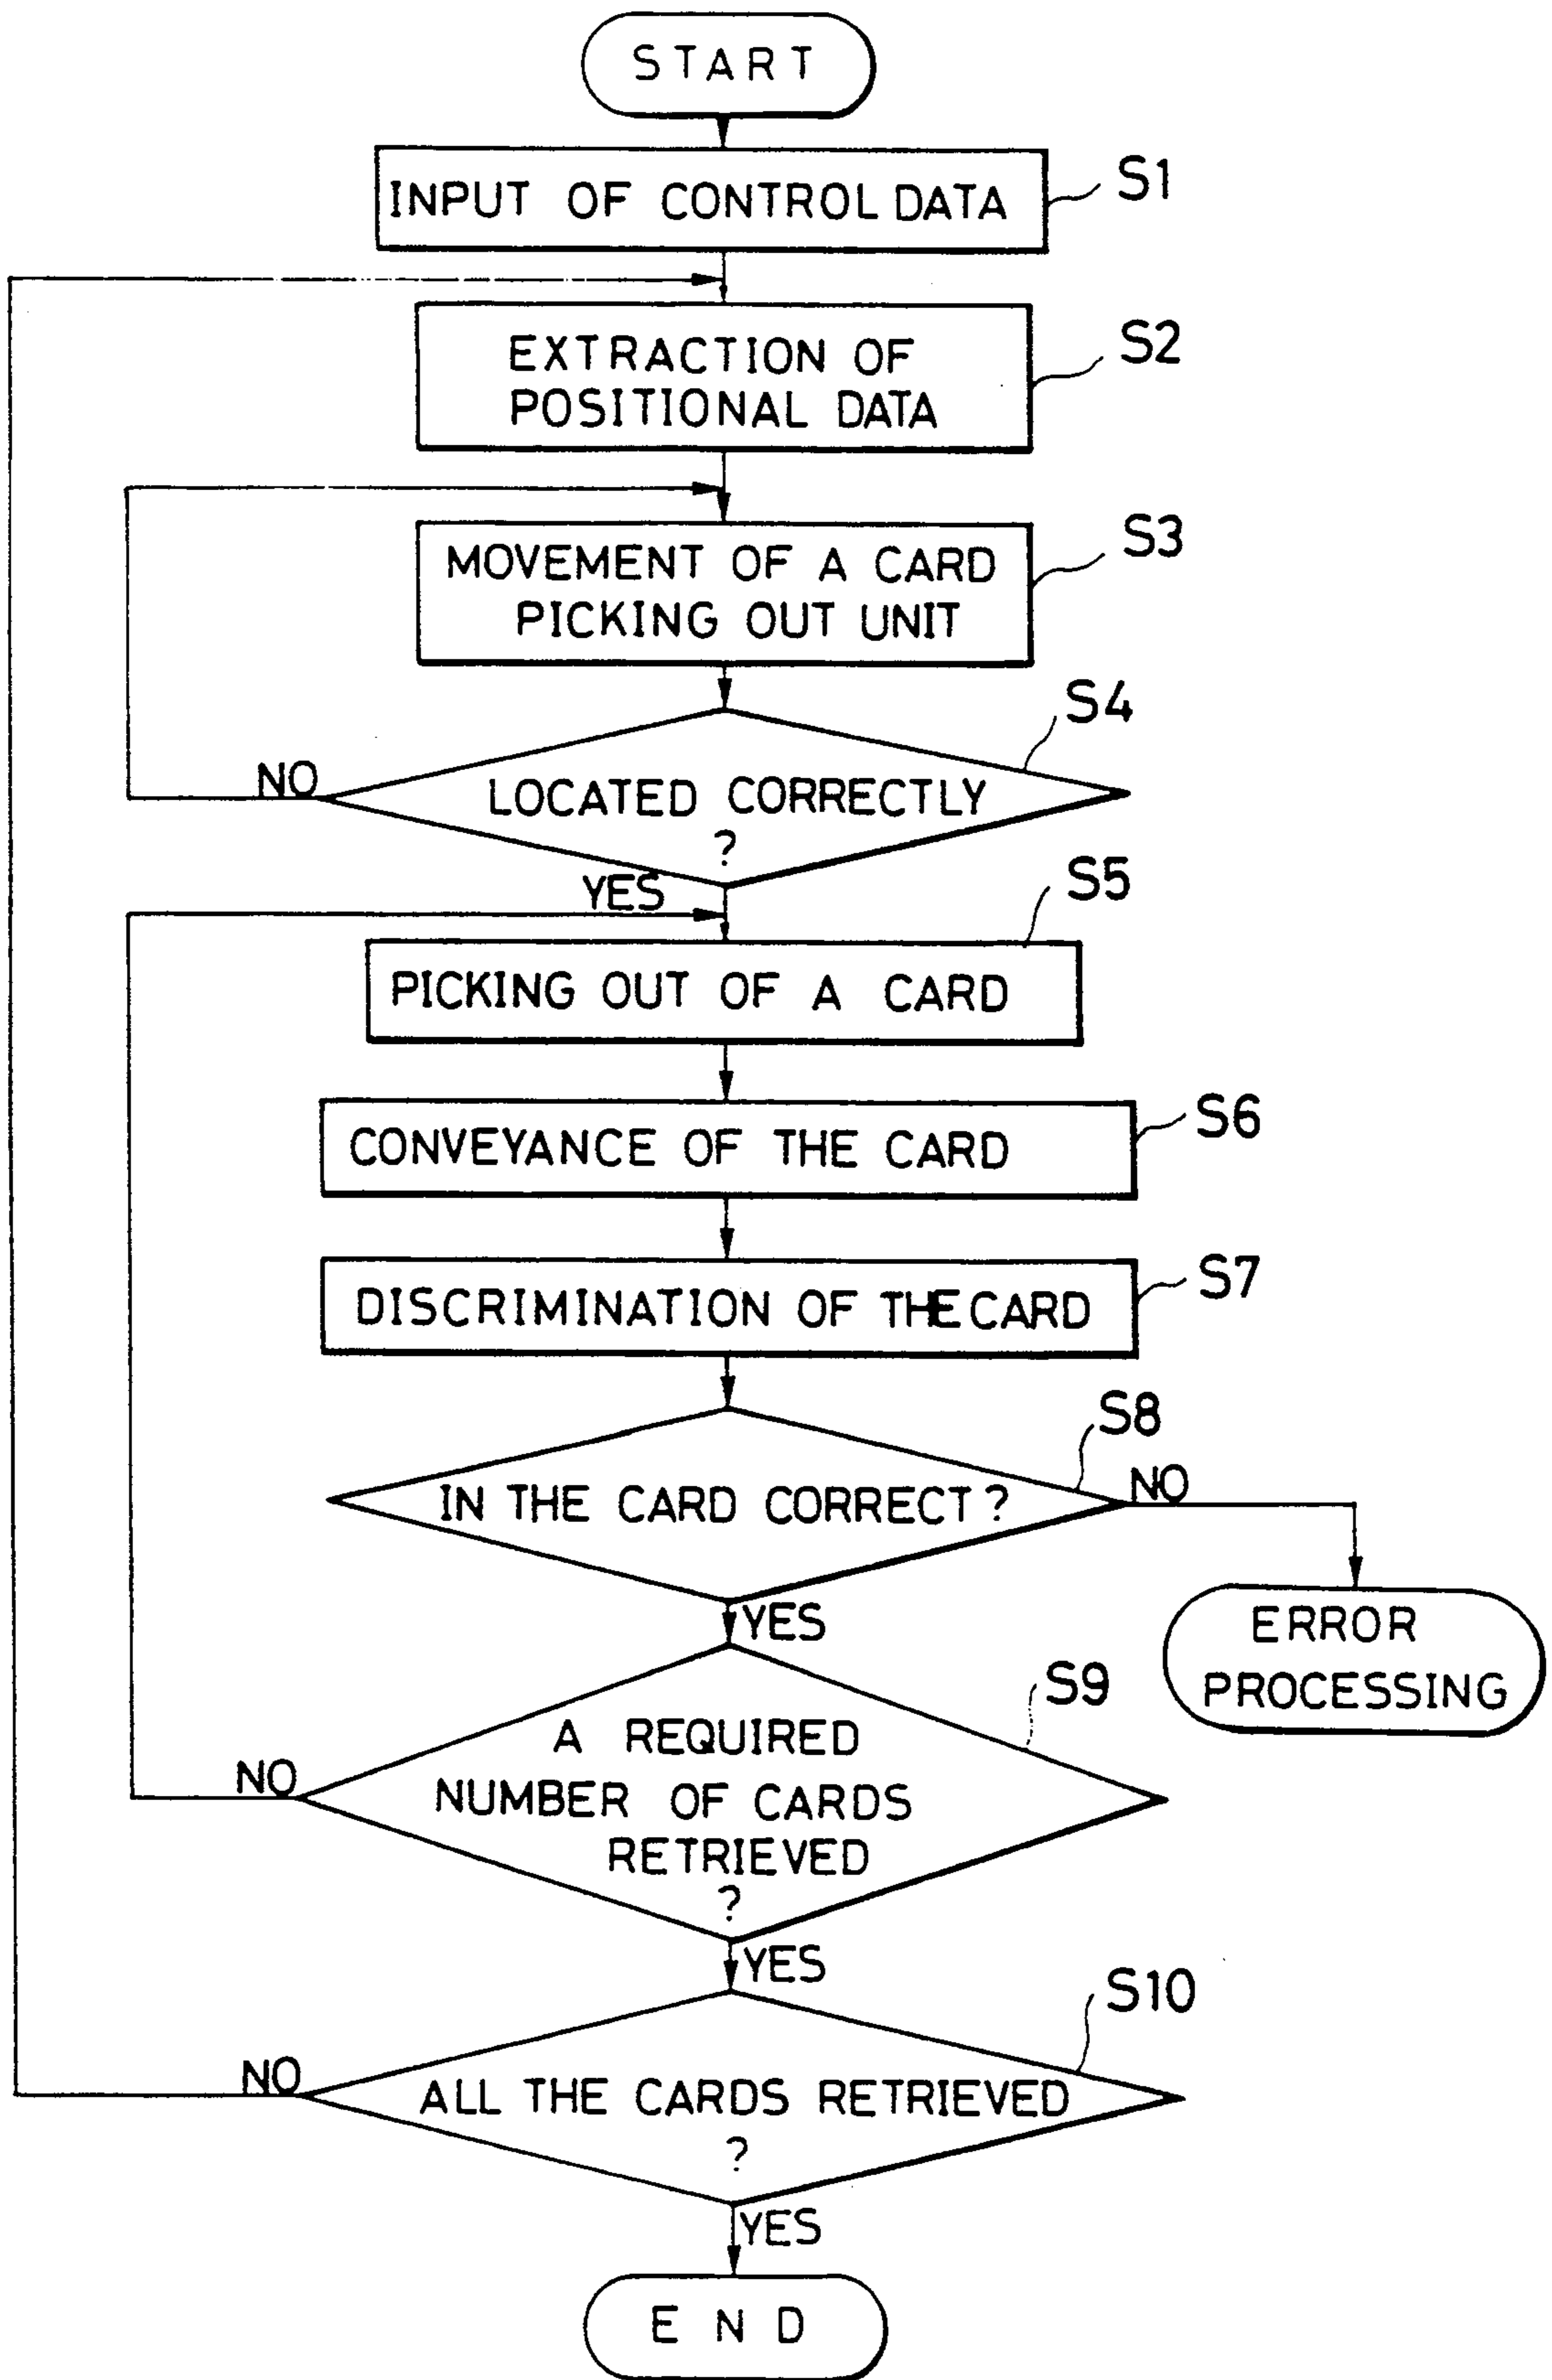 START
INPUT OF CONTROL DATA
S1
EXTRACTION OF
POSITIONAL DATA
S2
MOVEMENT OF A CARD
PICKING OUT UNIT
S3
S4
NO
LOCATED CORRECTLY
?
YES
S5
PICKING OUT OF A CARD
CONVEYANCE OF THE CARD
S6
DISCRIMINATION OF THE CARD
S7
S8
IN THE CARD CORRECT?
NO
YES
ERROR
PROCESSING
S9
A REQUIRED
NO
NUMBER OF CARDS
RETRIEVED
?
YES
S10
NO
ALL THE CARDS RETRIEVED
?
YES
END